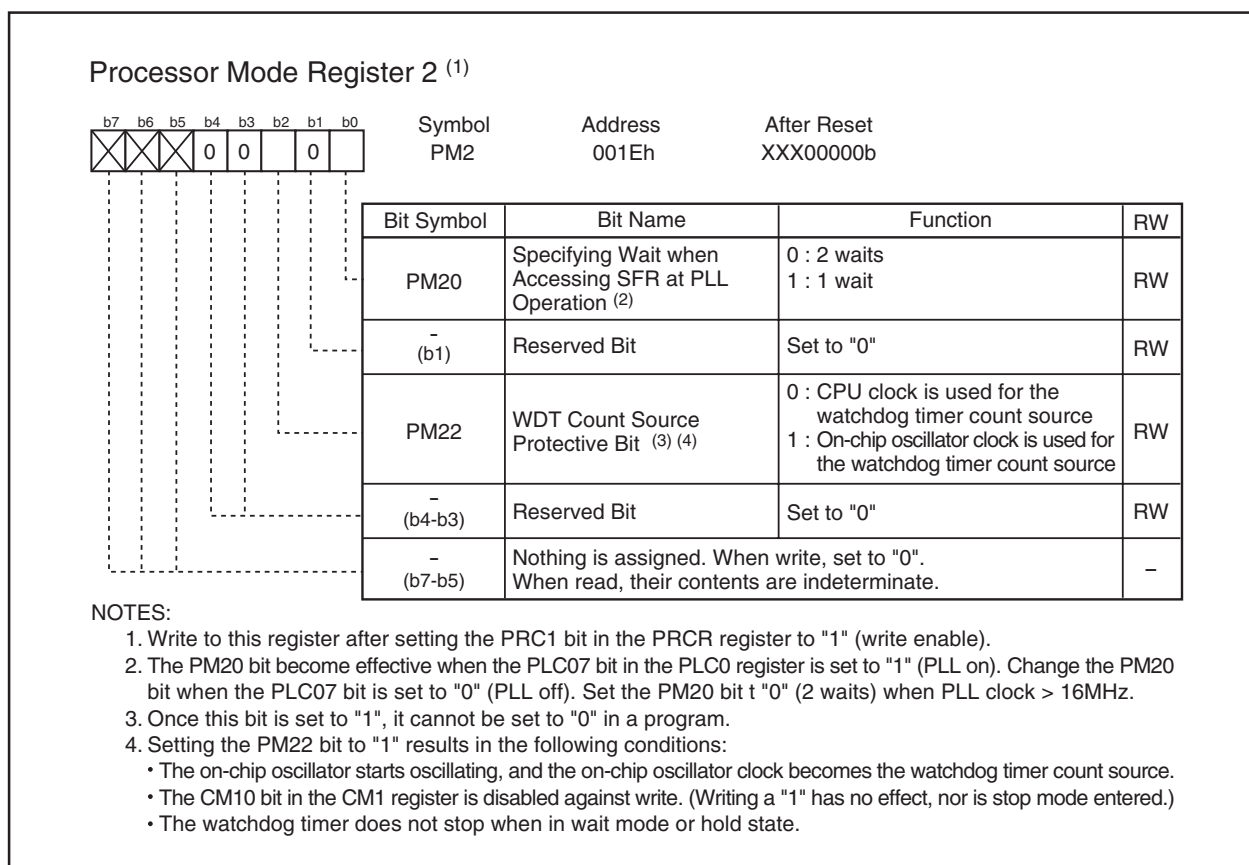 Processor Mode Register 2 (1)
b7 b6 b5 b4 b3 b2 b1 b0
0 0 0
Symbol Address After Reset
PM2 001Eh XXX00000b
Bit Symbol Bit Name Function RW
PM20 Specifying Wait when Accessing SFR at PLL Operation (2) 0 : 2 waits 1 : 1 wait RW
– (b1) Reserved Bit Set to "0" RW
PM22 WDT Count Source Protective Bit (3) (4) 0 : CPU clock is used for the watchdog timer count source 1 : On-chip oscillator clock is used for the watchdog timer count source RW
– (b4-b3) Reserved Bit Set to "0" RW
– (b7-b5) Nothing is assigned. When write, set to "0". When read, their contents are indeterminate. –
NOTES:
1. Write to this register after setting the PRC1 bit in the PRCR register to "1" (write enable).
2. The PM20 bit become effective when the PLC07 bit in the PLC0 register is set to "1" (PLL on). Change the PM20
bit when the PLC07 bit is set to "0" (PLL off). Set the PM20 bit t "0" (2 waits) when PLL clock > 16MHz.
3. Once this bit is set to "1", it cannot be set to "0" in a program.
4. Setting the PM22 bit to "1" results in the following conditions:
• The on-chip oscillator starts oscillating, and the on-chip oscillator clock becomes the watchdog timer count source.
• The CM10 bit in the CM1 register is disabled against write. (Writing a "1" has no effect, nor is stop mode entered.)
• The watchdog timer does not stop when in wait mode or hold state.